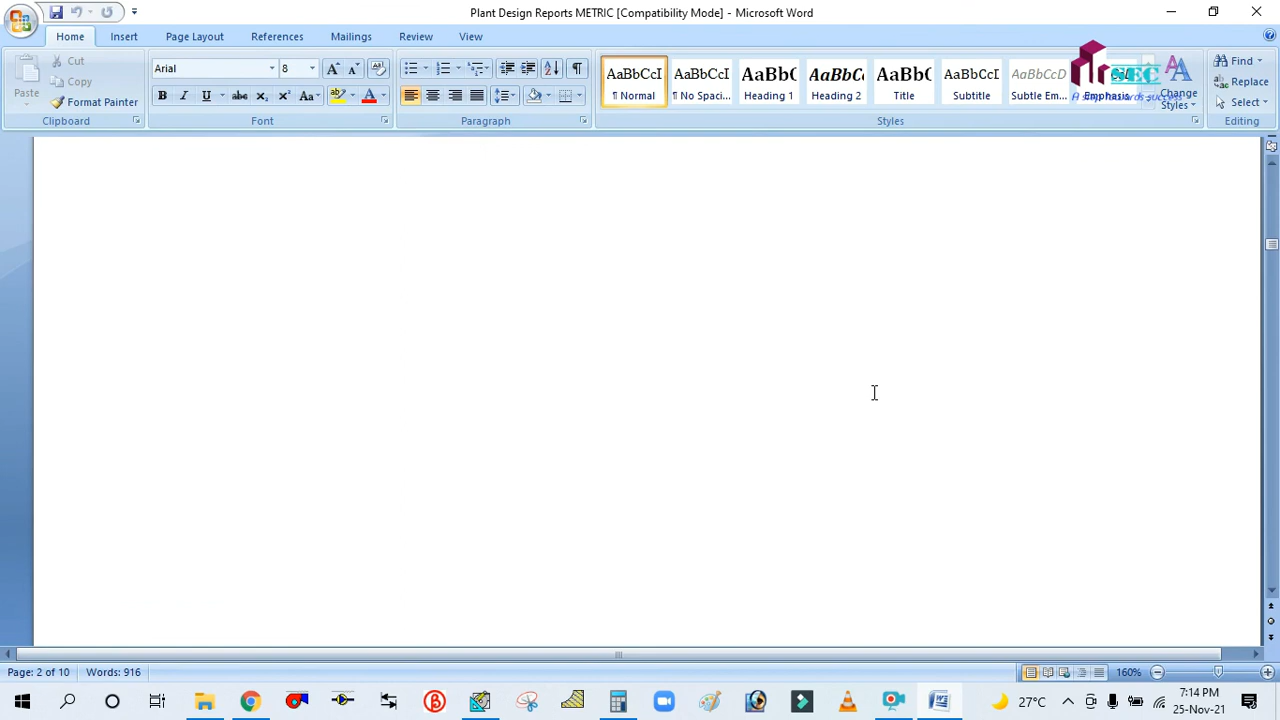 Plant Design Reports METRIC [Compatibility Mode] - Microsoft Word
Home Insert Page Layout References Mailings Review View
Cut
Copy
Paste
Format Painter
Clipboard
Arial 8
Font
Paragraph
AaBbCcI AaBbCcI AaBbC AaBbCc AaBbC AaBbCcI AaBbCcD
¶ Normal ¶ No Spaci... Heading 1 Heading 2 Title Subtitle Subtle Em... Emphasis
Change
Styles
Styles
SEC
Find
Replace
Select
Editing
Page: 2 of 10 Words: 916
160%
27°C
7:14 PM
25-Nov-21